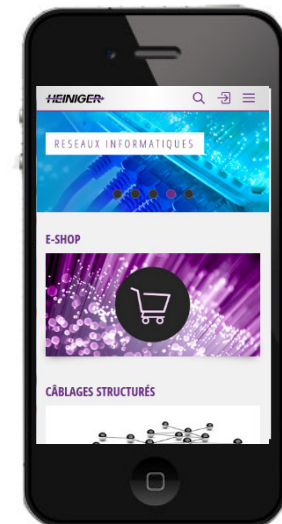 HEINIGER
RESEAUX INFORMATIQUES
E-SHOP
CÂBLAGES STRUCTURÉS